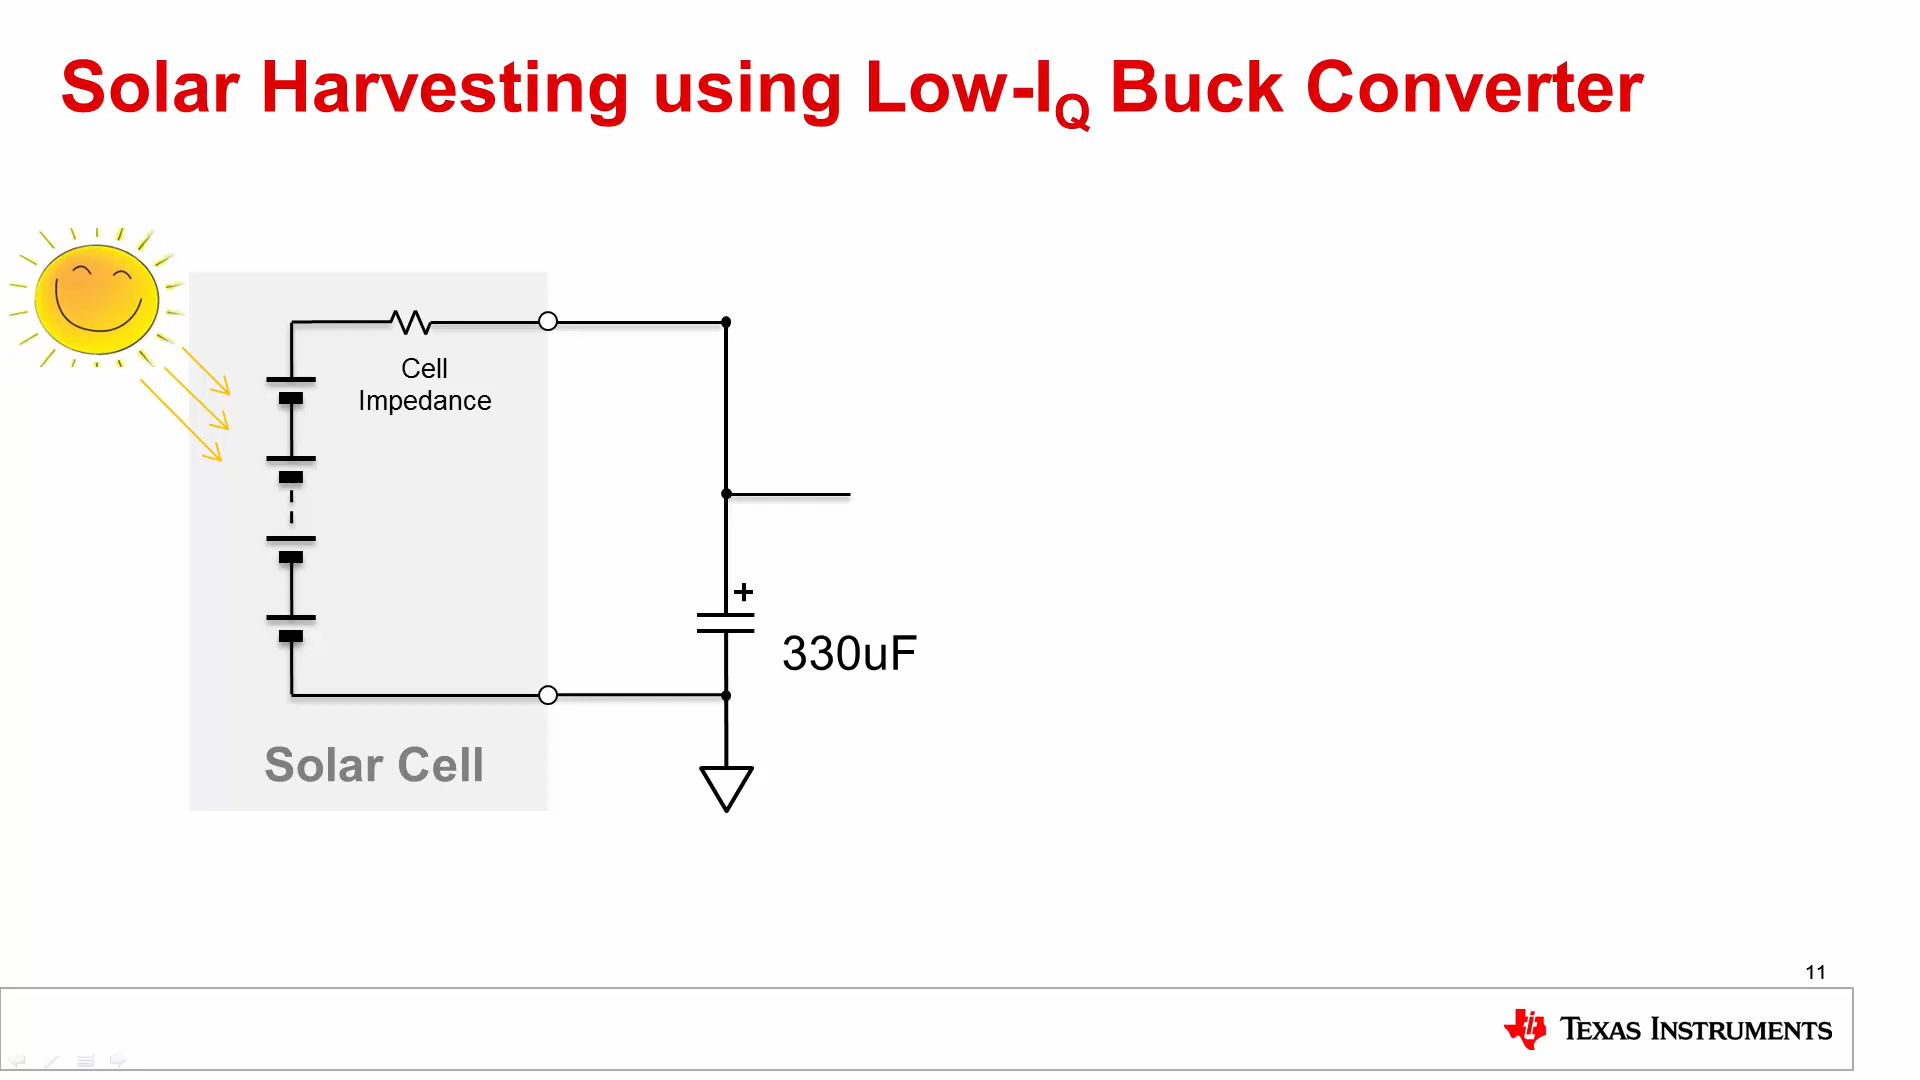 Solar Harvesting using Low-IQ Buck Converter
Cell
Impedance
+
330uF
Solar Cell
11
TEXAS INSTRUMENTS